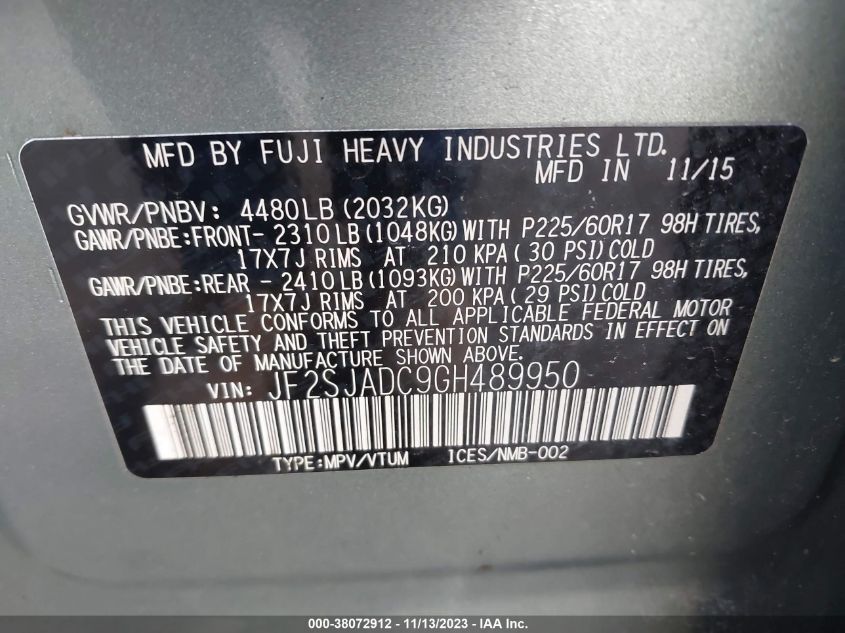 MFD BY FUJI HEAVY INDUSTRIES LTD.
MFD IN 11/15
GVWR/PNBV: 4480LB (2032KG)
GAWR/PNBE:FRONT- 2310LB (1048KG) WITH P225/60R17 98H TIRES,
17X7J RIMS AT 210 KPA ( 30 PSI) COLD
GAWR/PNBE:REAR - 2410LB (1093KG) WITH P225/60R17 98H TIRES,
17X7J RIMS AT 200 KPA ( 29 PSI) COLD
THIS VEHICLE CONFORMS TO ALL APPLICABLE FEDERAL MOTOR
VEHICLE SAFETY AND THEFT PREVENTION STANDARDS IN EFFECT ON
THE DATE OF MANUFACTURE SHOWN ABOVE.
VIN: JF2SJADC9GH489950
TYPE:MPV/VTUM ICES/NMB-002
000-38072912 - 11/13/2023 - IAA Inc.